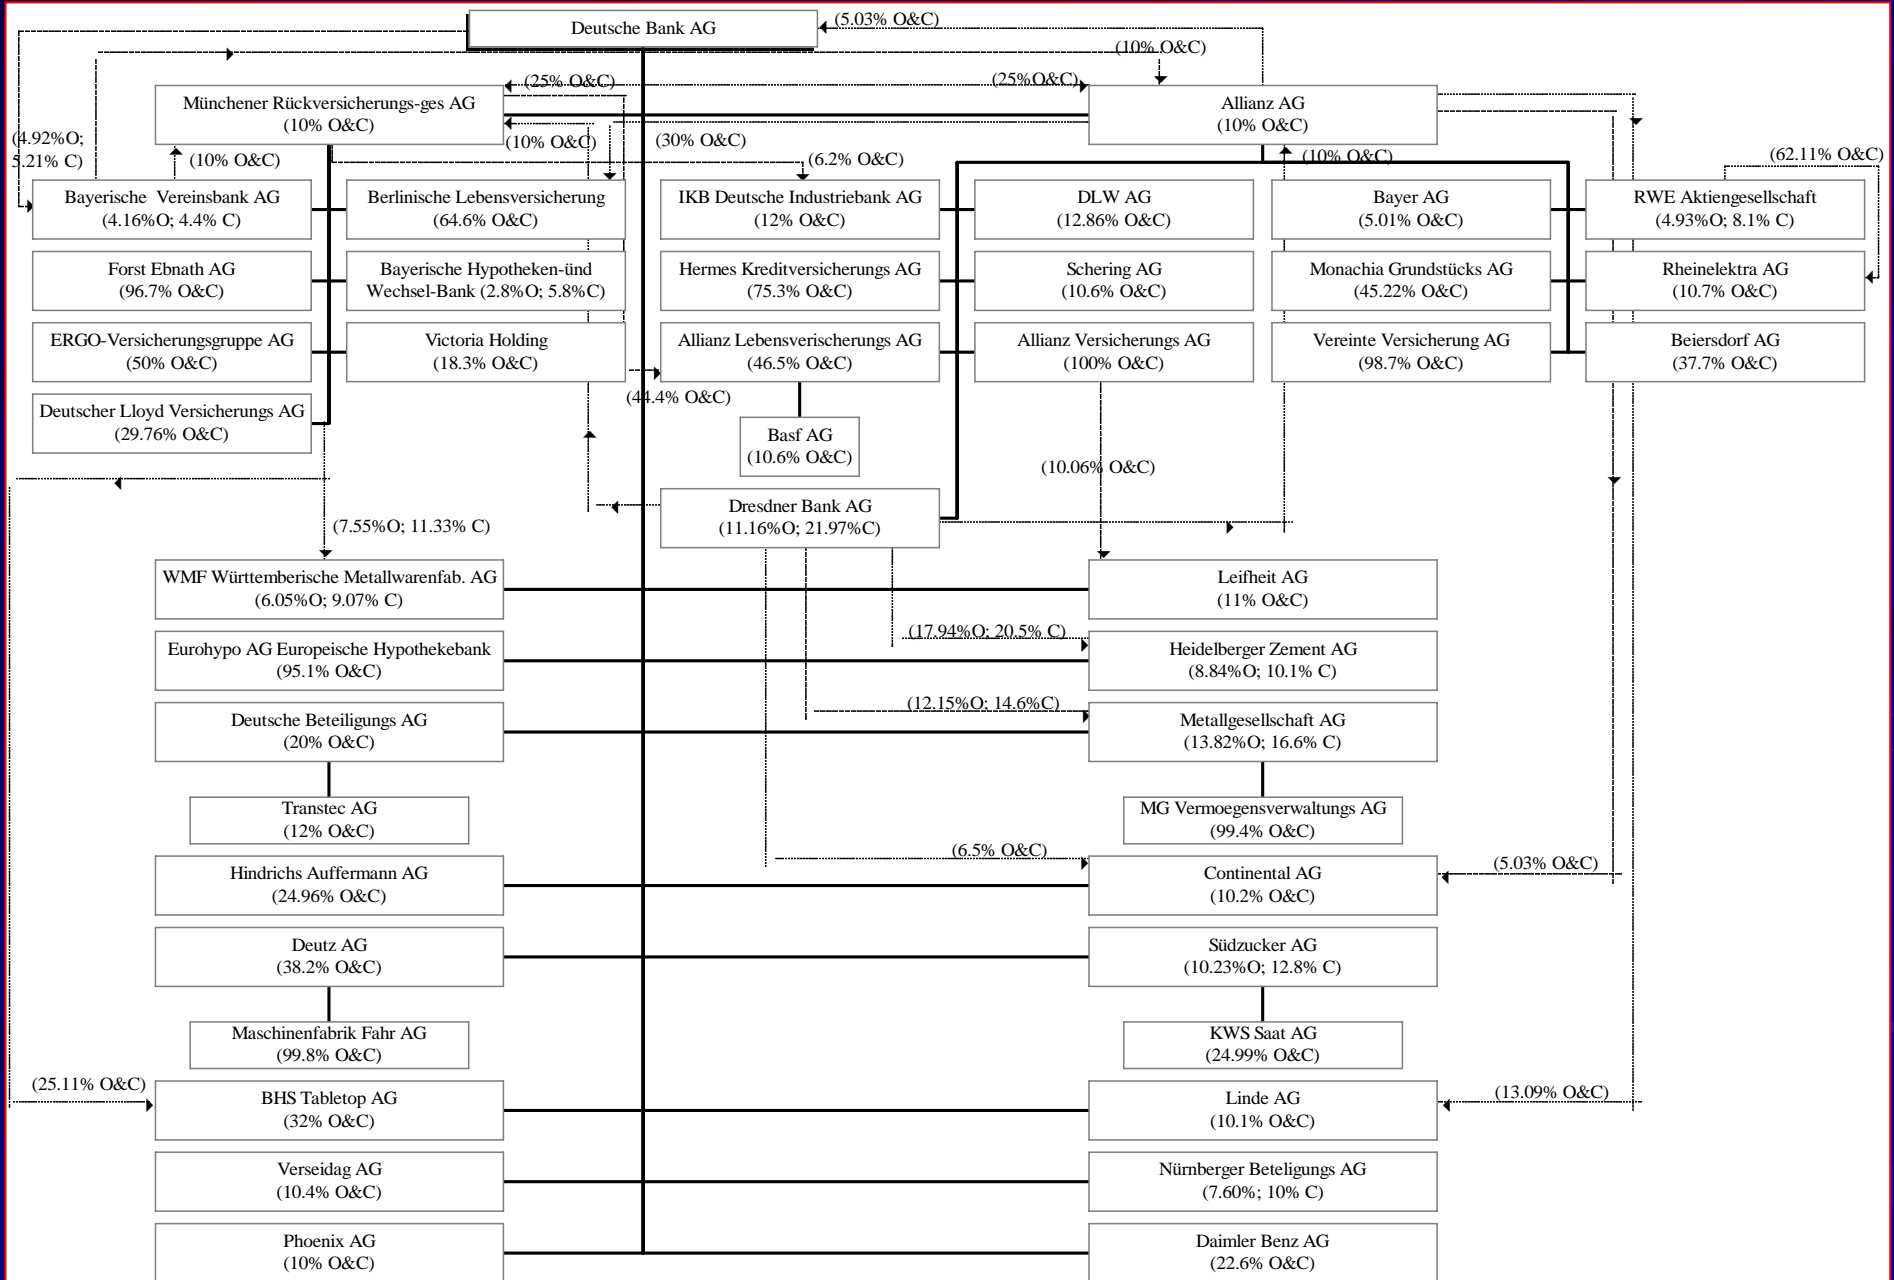 Deutsche Bank AG
(5.03% O&C)
(10% O&C)
(25% O&C)
(25%O&C)
Münchener Rückversicherungs-ges AG
(10% O&C)
Allianz AG
(10% O&C)
(4.92%O;
5.21% C)
(10% O&C)
(10% O&C)
(30% O&C)
(6.2% O&C)
(10% O&C)
(62.11% O&C)
Bayerische Vereinsbank AG
(4.16%O; 4.4% C)
Berlinische Lebensversicherung
(64.6% O&C)
IKB Deutsche Industriebank AG
(12% O&C)
DLW AG
(12.86% O&C)
Bayer AG
(5.01% O&C)
RWE Aktiengesellschaft
(4.93%O; 8.1% C)
Forst Ebnath AG
(96.7% O&C)
Bayerische Hypotheken-ünd
Wechsel-Bank (2.8%O; 5.8%C)
Hermes Kreditversicherungs AG
(75.3% O&C)
Schering AG
(10.6% O&C)
Monachia Grundstücks AG
(45.22% O&C)
Rheinelektra AG
(10.7% O&C)
ERGO-Versicherungsgruppe AG
(50% O&C)
Victoria Holding
(18.3% O&C)
Allianz Lebensverischerungs AG
(46.5% O&C)
Allianz Versicherungs AG
(100% O&C)
Vereinte Versicherung AG
(98.7% O&C)
Beiersdorf AG
(37.7% O&C)
(44.4% O&C)
Deutscher Lloyd Versicherungs AG
(29.76% O&C)
Basf AG
(10.6% O&C)
(10.06% O&C)
Dresdner Bank AG
(11.16%O; 21.97%C)
(7.55%O; 11.33% C)
WMF Württemberische Metallwarenfab. AG
(6.05%O; 9.07% C)
Leifheit AG
(11% O&C)
(17.94%O; 20.5% C)
Eurohypo AG Europeische Hypothekebank
(95.1% O&C)
Heidelberger Zement AG
(8.84%O; 10.1% C)
(12.15%O; 14.6%C)
Deutsche Beteiligungs AG
(20% O&C)
Metallgesellschaft AG
(13.82%O; 16.6% C)
Transtec AG
(12% O&C)
MG Vermoegensverwaltungs AG
(99.4% O&C)
(6.5% O&C)
(5.03% O&C)
Hindrichs Auffermann AG
(24.96% O&C)
Continental AG
(10.2% O&C)
Deutz AG
(38.2% O&C)
Südzucker AG
(10.23%O; 12.8% C)
Maschinenfabrik Fahr AG
(99.8% O&C)
KWS Saat AG
(24.99% O&C)
(25.11% O&C)
(13.09% O&C)
BHS Tabletop AG
(32% O&C)
Linde AG
(10.1% O&C)
Verseidag AG
(10.4% O&C)
Nürnberger Beteligungs AG
(7.60%; 10% C)
Phoenix AG
(10% O&C)
Daimler Benz AG
(22.6% O&C)